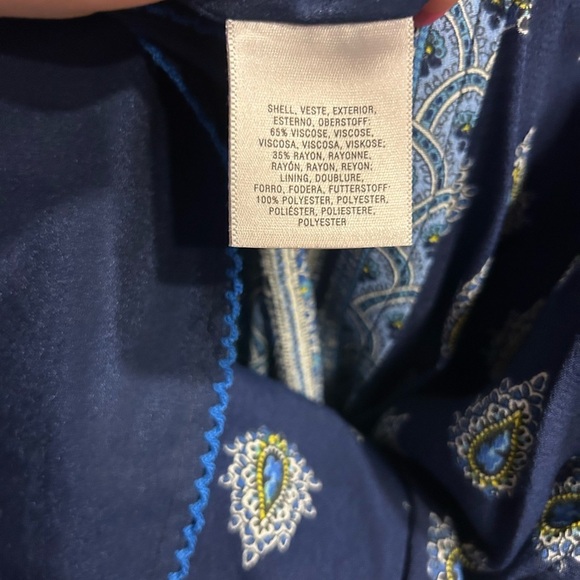 SHELL, VESTE, EXTERIOR,
ESTERNO, OBERSTOFF:
65% VISCOSE, VISCOSE,
VISCOSA, VISCOSA, VISKOSE;
35% RAYON, RAYONNE,
RAYÓN, RAYON, REYON;
LINING, DOUBLURE,
FORRO, FODERA, FUTTERSTOFF
100% POLYESTER, POLYESTER,
POLIÉSTER, POLIESTERE,
POLYESTER